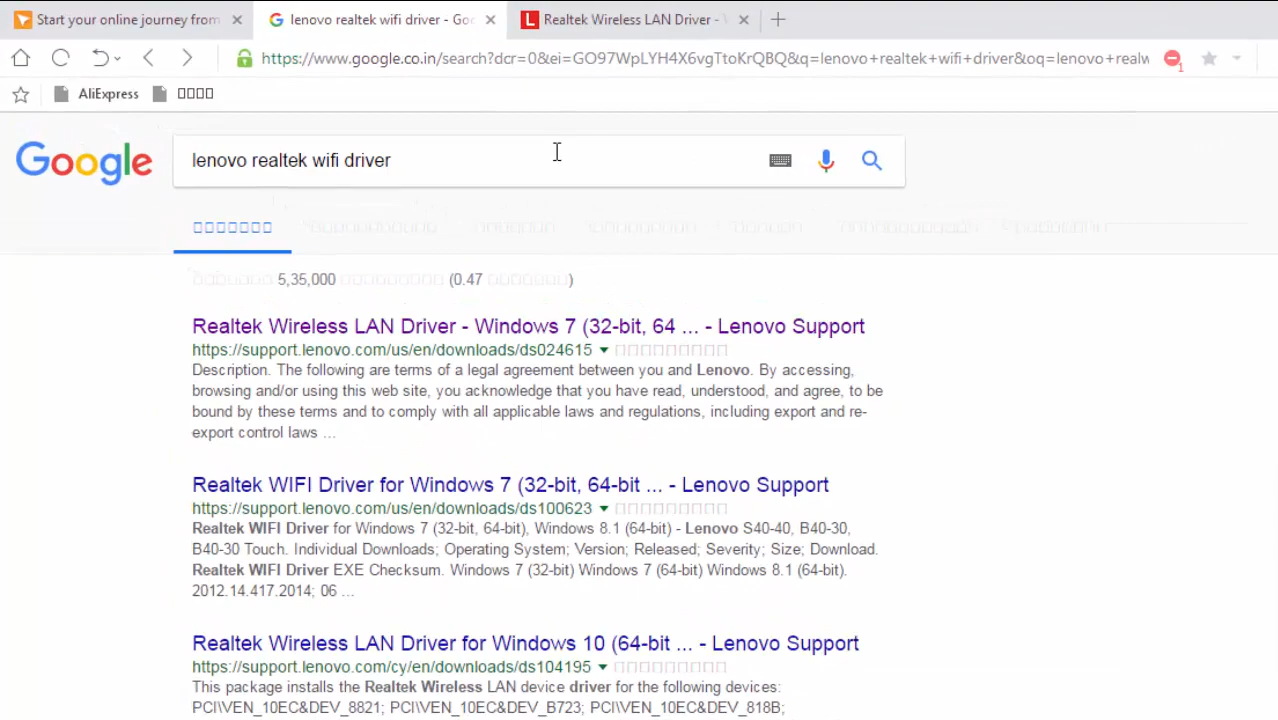 Start your online journey from
lenovo realtek wifi driver - Goo
Realtek Wireless LAN Driver - W
https://www.google.co.in/search?dcr=0&ei=GO97WpLYH4X6vgTtoKrQBQ&q=lenovo+realtek+wifi+driver&oq=lenovo+realw
1
AliExpress
Google
lenovo realtek wifi driver
5,35,000 (0.47 )
Realtek Wireless LAN Driver - Windows 7 (32-bit, 64 ... - Lenovo Support
https://support.lenovo.com/us/en/downloads/ds024615
Description. The following are terms of a legal agreement between you and Lenovo. By accessing,
browsing and/or using this web site, you acknowledge that you have read, understood, and agree, to be
bound by these terms and to comply with all applicable laws and regulations, including export and re-
export control laws ...
Realtek WIFI Driver for Windows 7 (32-bit, 64-bit ... - Lenovo Support
https://support.lenovo.com/us/en/downloads/ds100623
Realtek WIFI Driver for Windows 7 (32-bit, 64-bit), Windows 8.1 (64-bit) - Lenovo S40-40, B40-30,
B40-30 Touch. Individual Downloads; Operating System; Version; Released; Severity; Size; Download.
Realtek WIFI Driver EXE Checksum. Windows 7 (32-bit) Windows 7 (64-bit) Windows 8.1 (64-bit).
2012.14.417.2014; 06 ...
Realtek Wireless LAN Driver for Windows 10 (64-bit ... - Lenovo Support
https://support.lenovo.com/cy/en/downloads/ds104195
This package installs the Realtek Wireless LAN device driver for the following devices:
PCI\VEN_10EC&DEV_8821; PCI\VEN_10EC&DEV_B723; PCI\VEN_10EC&DEV_818B;